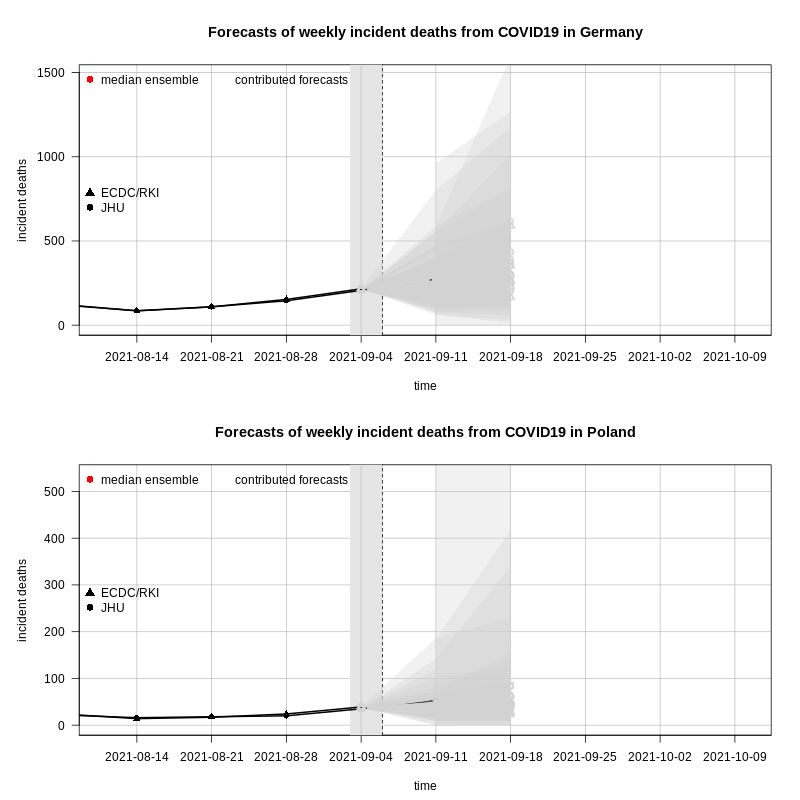 Forecasts of weekly incident deaths from COVID19 in Germany
median ensemble contributed forecasts
ECDC/RKI
JHU
1500
1000
500
0
incident deaths
2021-08-14 2021-08-21 2021-08-28 2021-09-04 2021-09-11 2021-09-18 2021-09-25 2021-10-02 2021-10-09
time
Forecasts of weekly incident deaths from COVID19 in Poland
median ensemble contributed forecasts
ECDC/RKI
JHU
500
400
300
200
100
0
incident deaths
2021-08-14 2021-08-21 2021-08-28 2021-09-04 2021-09-11 2021-09-18 2021-09-25 2021-10-02 2021-10-09
time